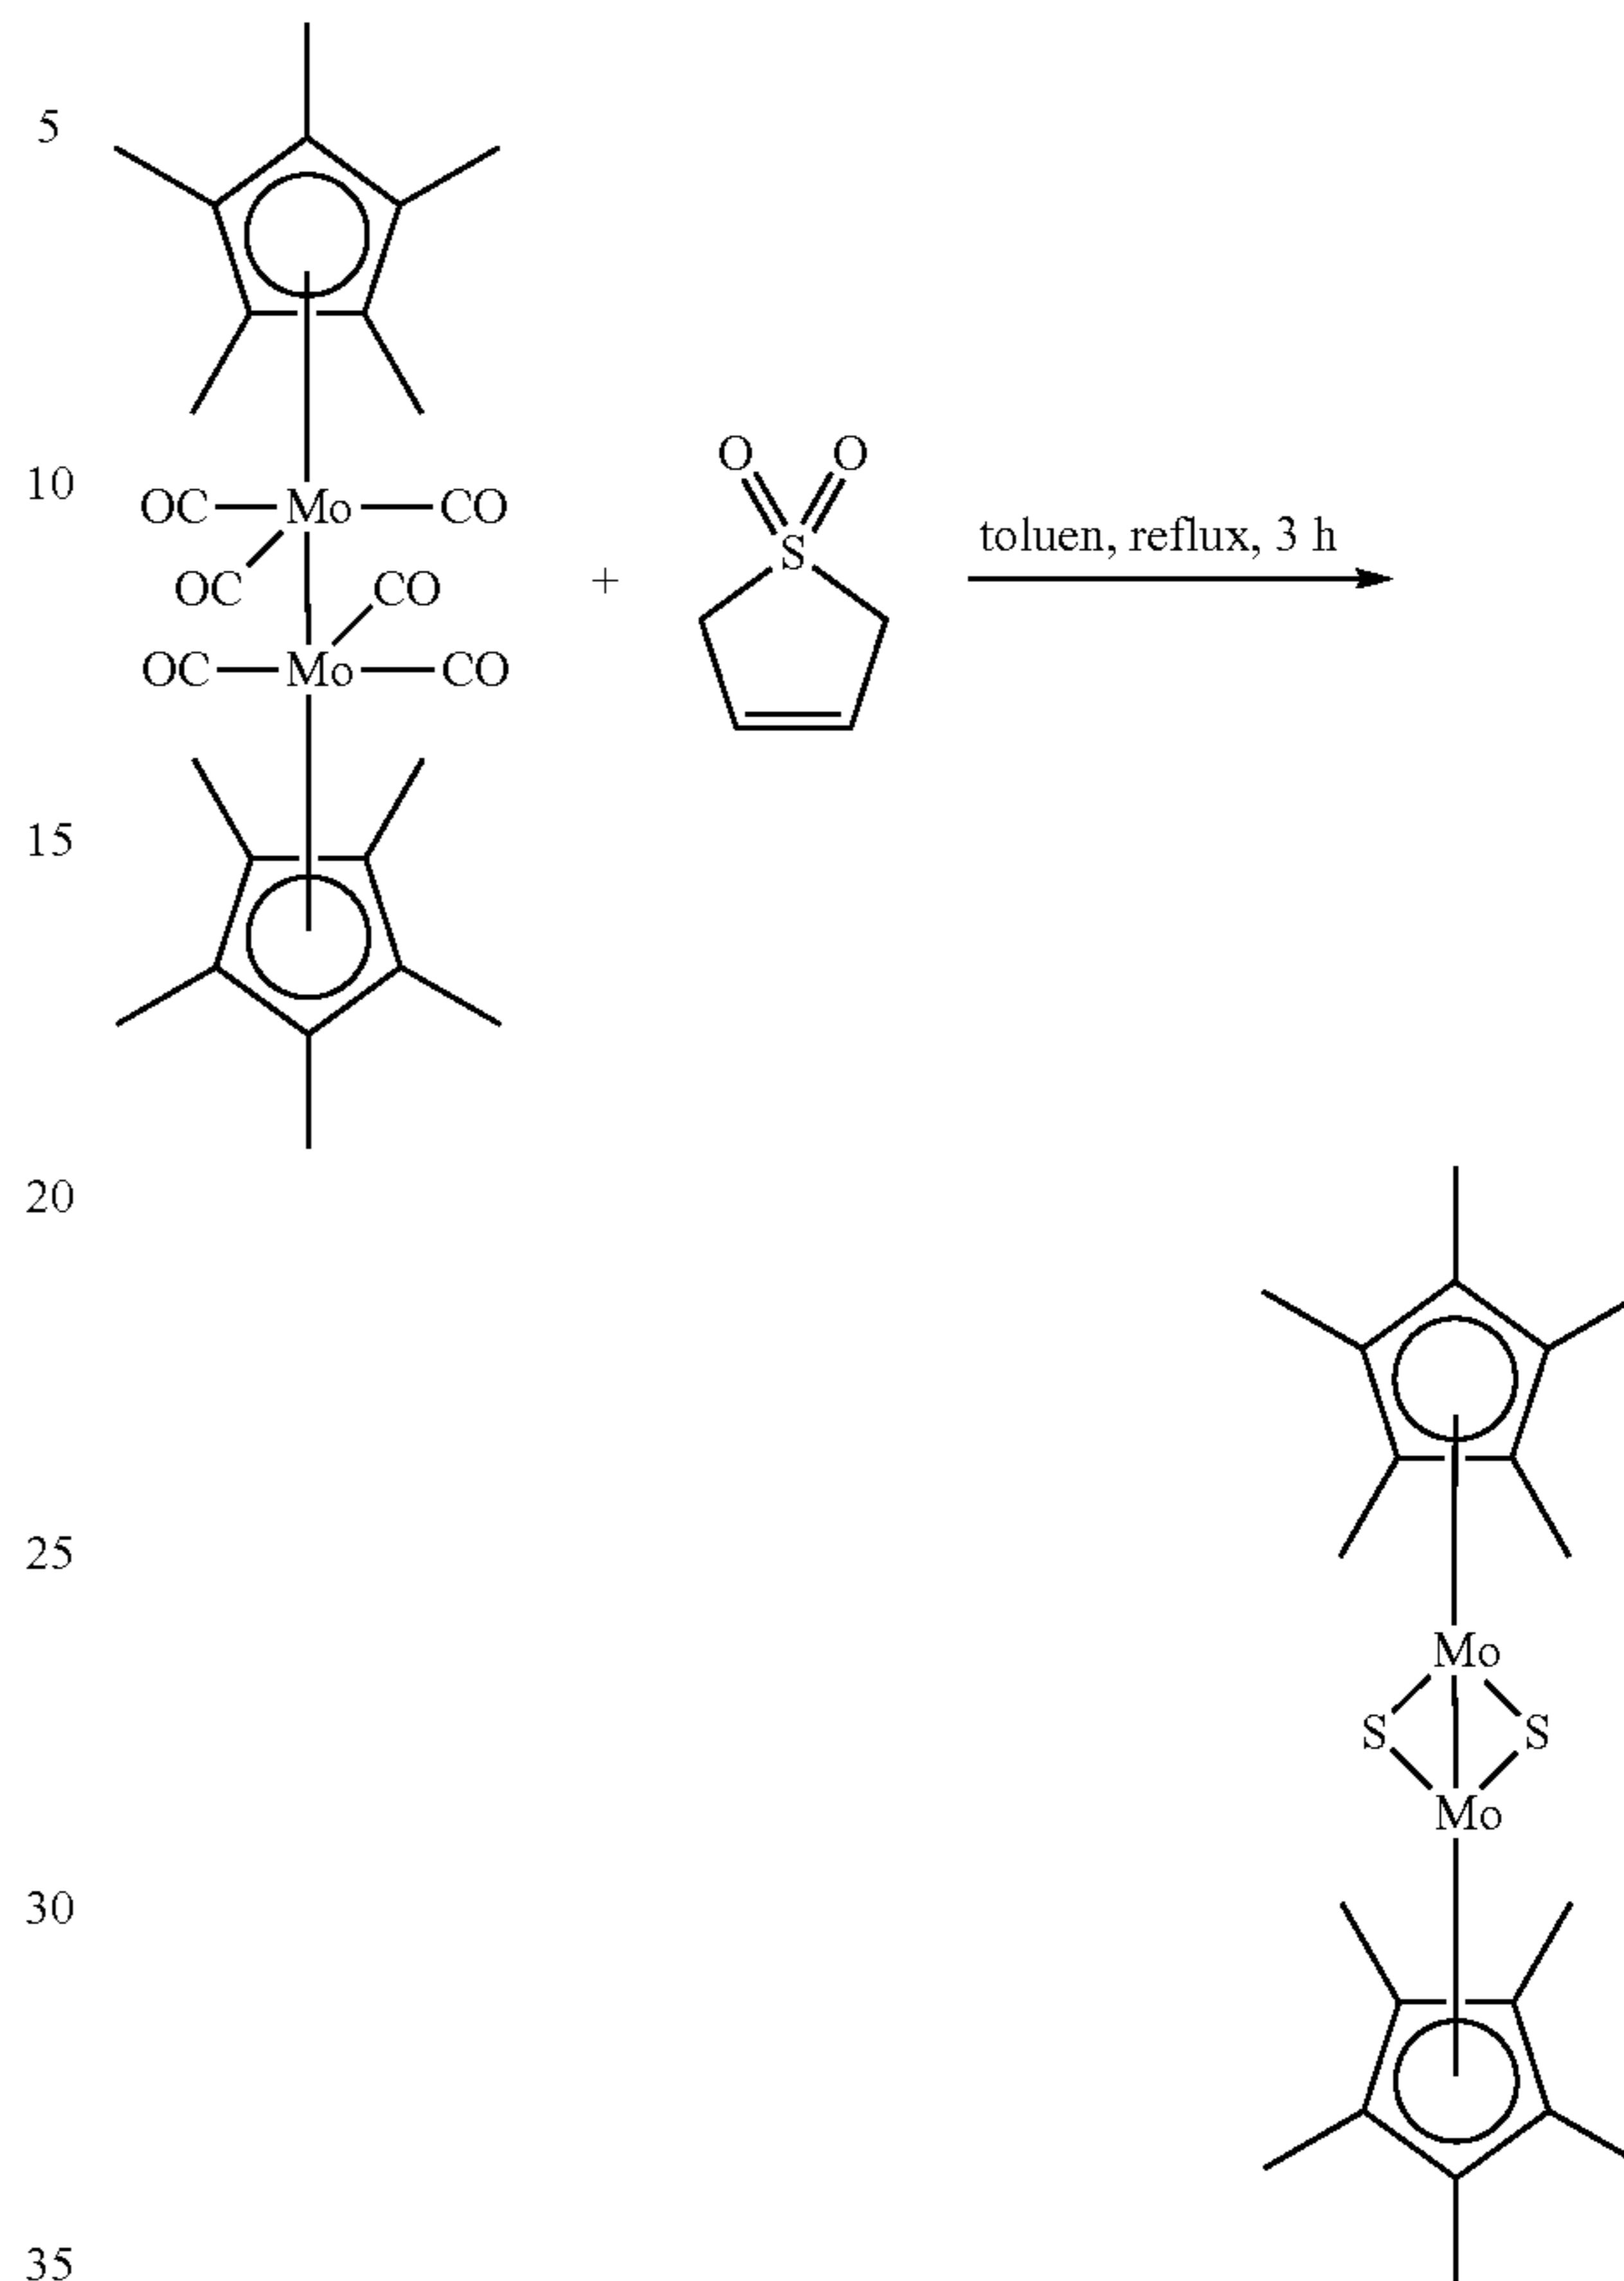 5
10
OC Mo CO
OC CO
OC Mo CO
+
O O
S
toluen, reflux, 3 h
15
20
25
Mo
S S
Mo
30
35